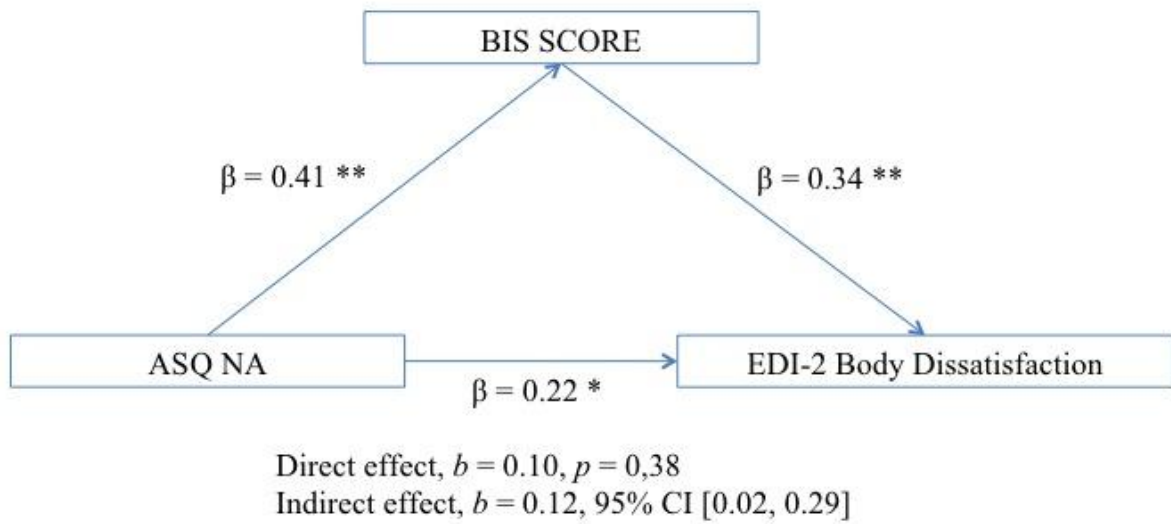 BIS SCORE
β = 0.41 **
β = 0.34 **
ASQ NA
EDI-2 Body Dissatisfaction
β = 0.22 *
Direct effect, b = 0.10, p = 0,38
Indirect effect, b = 0.12, 95% CI [0.02, 0.29]